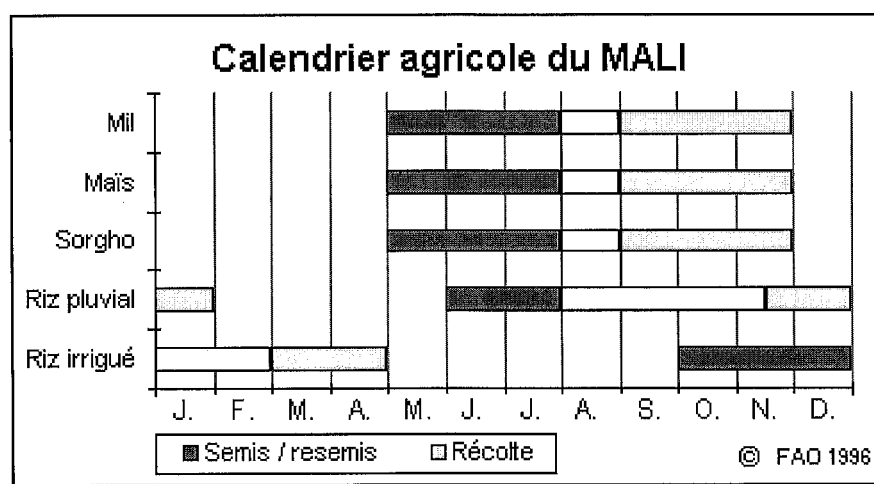 Calendrier agricole du MALI
Mil
Maïs
Sorgho
Riz pluvial
Riz irrigué
J. F. M. A. M. J. J. A. S. O. N. D.
Semis / resemis Récolte
© FAO 1996